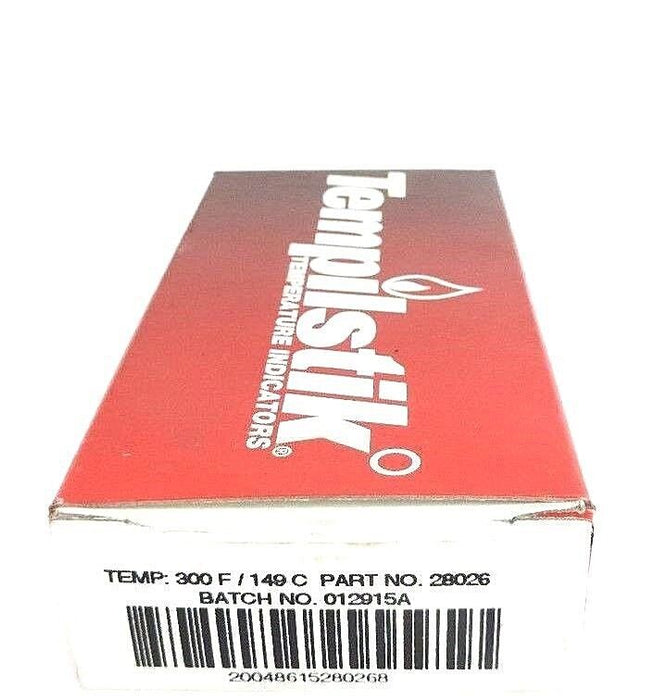 Tempilstik°
TEMPERATURE INDICATORS®
TEMP: 300 F / 149 C PART NO. 28026
BATCH NO. 012915A
20048615280268